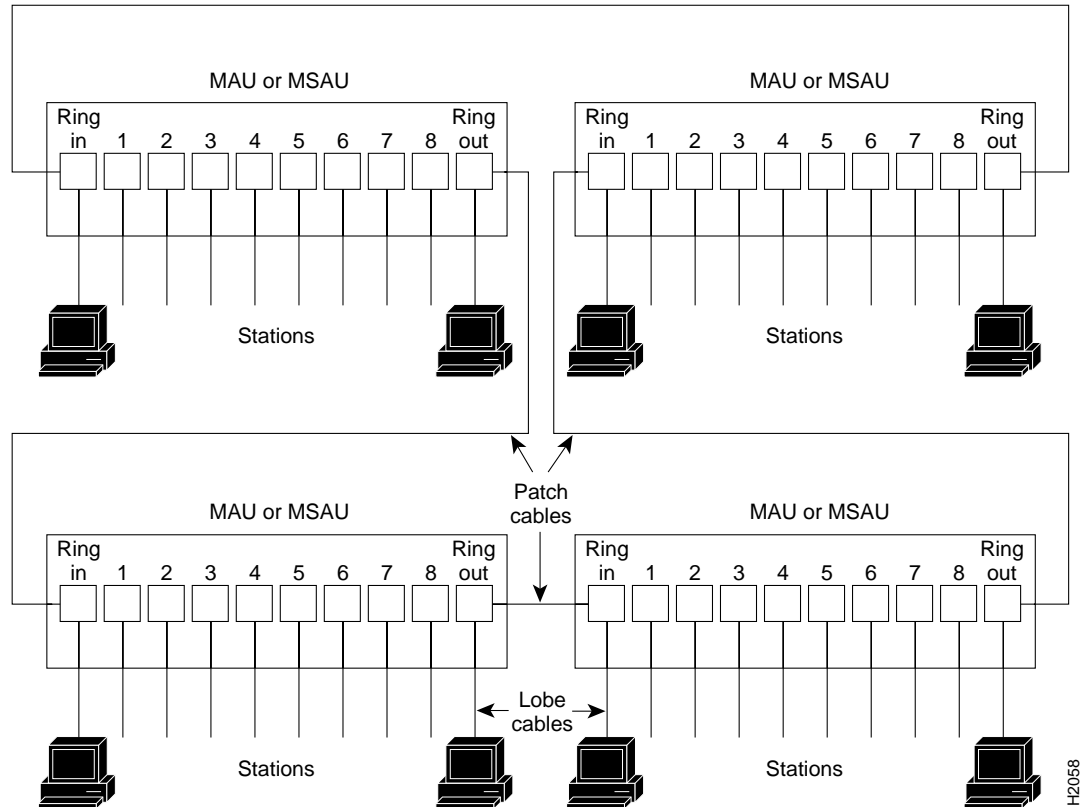 MAU or MSAU
Ring in 1 2 3 4 5 6 7 8 Ring out
Stations
MAU or MSAU
Ring in 1 2 3 4 5 6 7 8 Ring out
Stations
Patch
cables
MAU or MSAU
Ring in 1 2 3 4 5 6 7 8 Ring out
Stations
MAU or MSAU
Ring in 1 2 3 4 5 6 7 8 Ring out
Lobe
cables
Stations
H2058